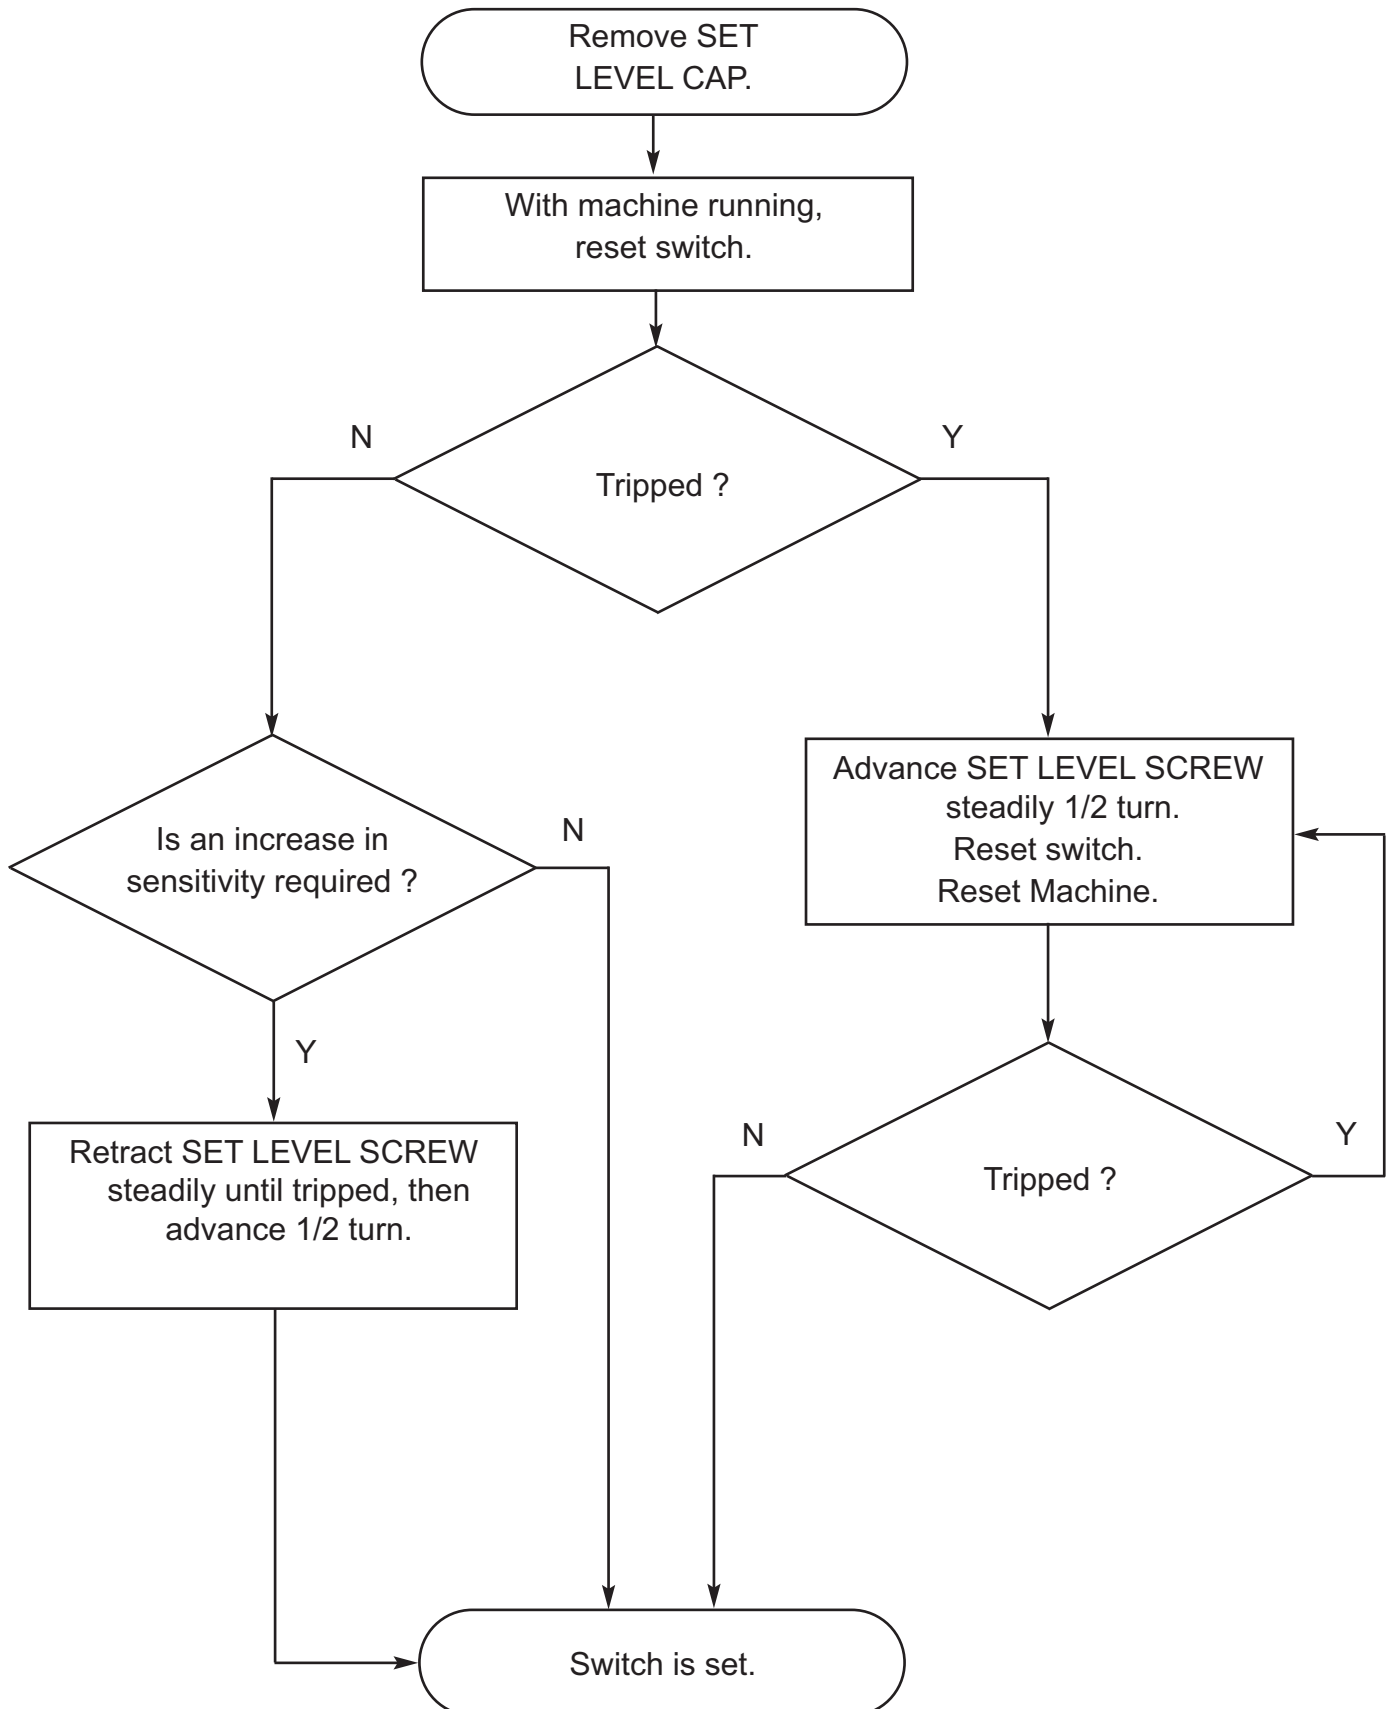 Remove SET
LEVEL CAP.
With machine running,
reset switch.
N
Y
Tripped ?
Is an increase in
sensitivity required ?
N
Y
Retract SET LEVEL SCREW
steadily until tripped, then
advance 1/2 turn.
Advance SET LEVEL SCREW
steadily 1/2 turn.
Reset switch.
Reset Machine.
N
Y
Tripped ?
Switch is set.